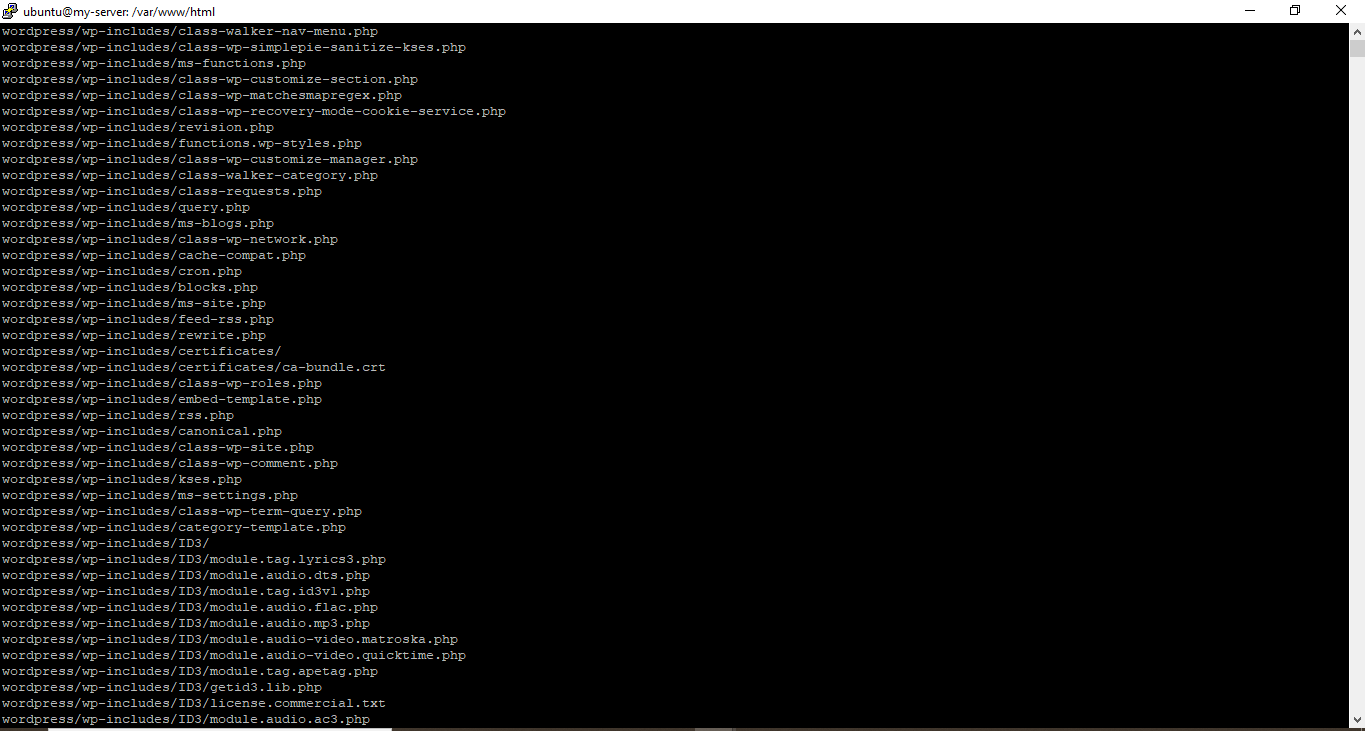 ubuntu@my-server: /var/www/html
wordpress/wp-includes/class-walker-nav-menu.php
wordpress/wp-includes/class-wp-simplepie-sanitize-kses.php
wordpress/wp-includes/ms-functions.php
wordpress/wp-includes/class-wp-customize-section.php
wordpress/wp-includes/class-wp-matchesmapregex.php
wordpress/wp-includes/class-wp-recovery-mode-cookie-service.php
wordpress/wp-includes/revision.php
wordpress/wp-includes/functions.wp-styles.php
wordpress/wp-includes/class-wp-customize-manager.php
wordpress/wp-includes/class-walker-category.php
wordpress/wp-includes/class-requests.php
wordpress/wp-includes/query.php
wordpress/wp-includes/ms-blogs.php
wordpress/wp-includes/class-wp-network.php
wordpress/wp-includes/cache-compat.php
wordpress/wp-includes/cron.php
wordpress/wp-includes/blocks.php
wordpress/wp-includes/ms-site.php
wordpress/wp-includes/feed-rss.php
wordpress/wp-includes/rewrite.php
wordpress/wp-includes/certificates/
wordpress/wp-includes/certificates/ca-bundle.crt
wordpress/wp-includes/class-wp-roles.php
wordpress/wp-includes/embed-template.php
wordpress/wp-includes/rss.php
wordpress/wp-includes/canonical.php
wordpress/wp-includes/class-wp-site.php
wordpress/wp-includes/class-wp-comment.php
wordpress/wp-includes/kses.php
wordpress/wp-includes/ms-settings.php
wordpress/wp-includes/class-wp-term-query.php
wordpress/wp-includes/category-template.php
wordpress/wp-includes/ID3/
wordpress/wp-includes/ID3/module.tag.lyrics3.php
wordpress/wp-includes/ID3/module.audio.dts.php
wordpress/wp-includes/ID3/module.tag.id3v1.php
wordpress/wp-includes/ID3/module.audio.flac.php
wordpress/wp-includes/ID3/module.audio.mp3.php
wordpress/wp-includes/ID3/module.audio-video.matroska.php
wordpress/wp-includes/ID3/module.audio-video.quicktime.php
wordpress/wp-includes/ID3/module.tag.apetag.php
wordpress/wp-includes/ID3/getid3.lib.php
wordpress/wp-includes/ID3/license.commercial.txt
wordpress/wp-includes/ID3/module.audio.ac3.php